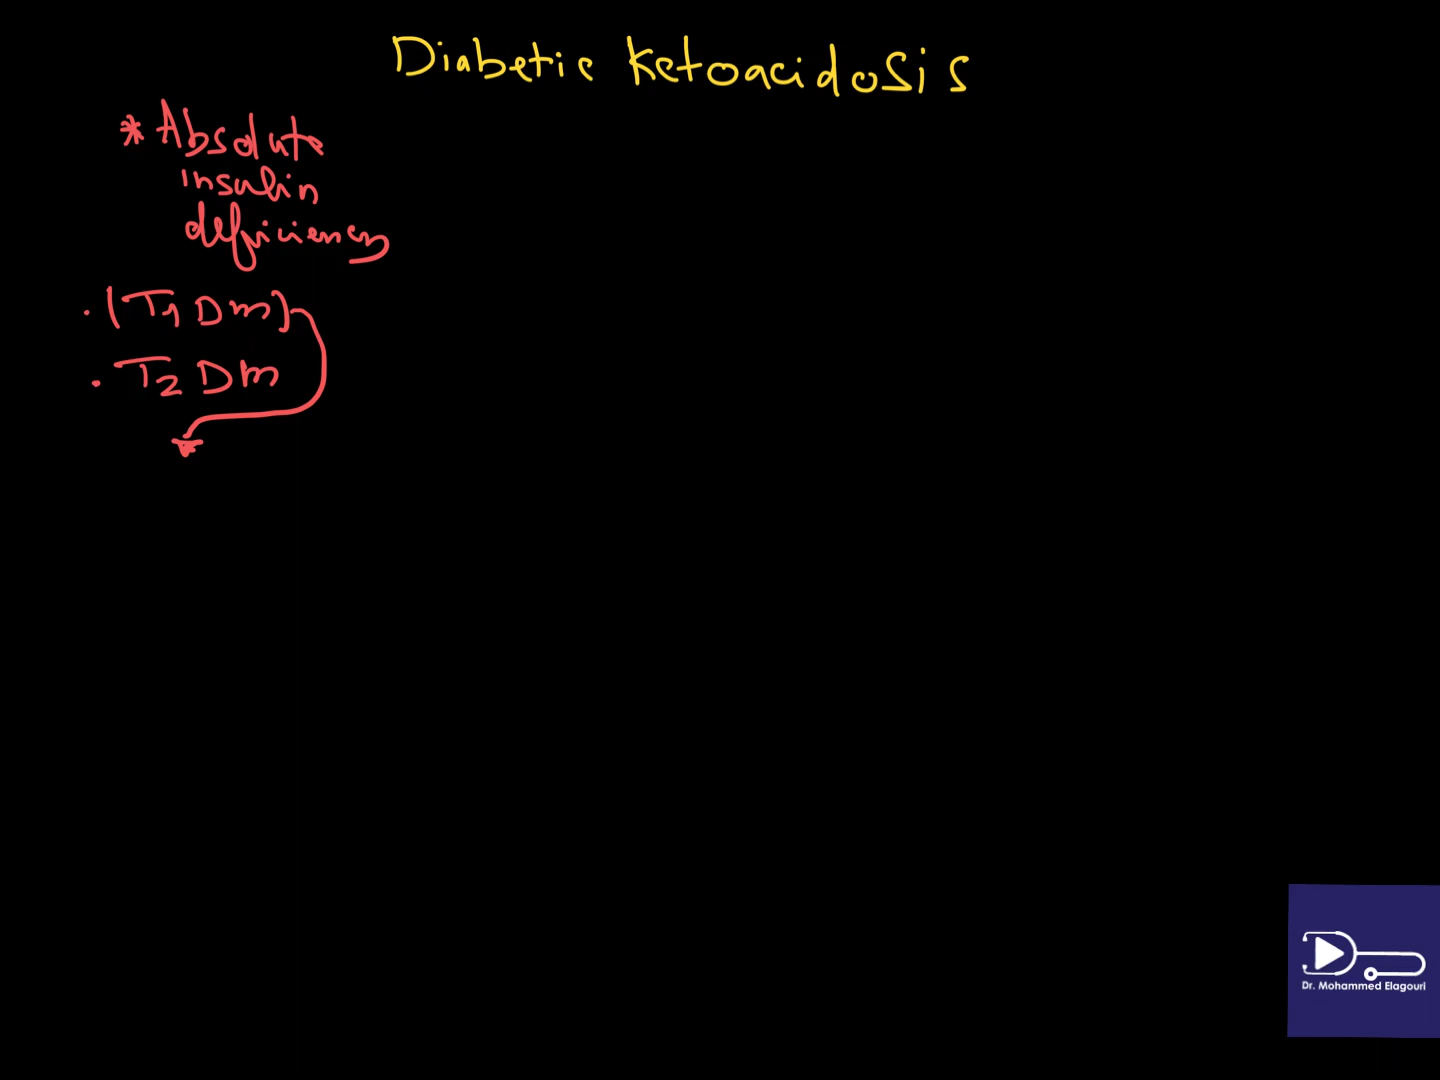 Diabetic Ketoacidosis
* Absolute
insulin
deficiency
. (T1 Dm)
. T2 Dm
Dr. Mohammed Elagouri